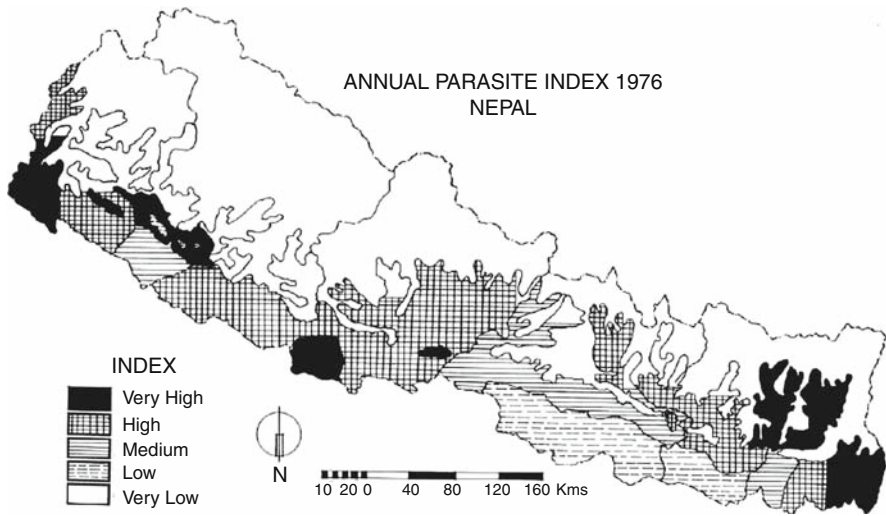 ANNUAL PARASITE INDEX 1976
NEPAL
INDEX
Very High
High
Medium
Low
Very Low
N
10 20 0 40 80 120 160 Kms